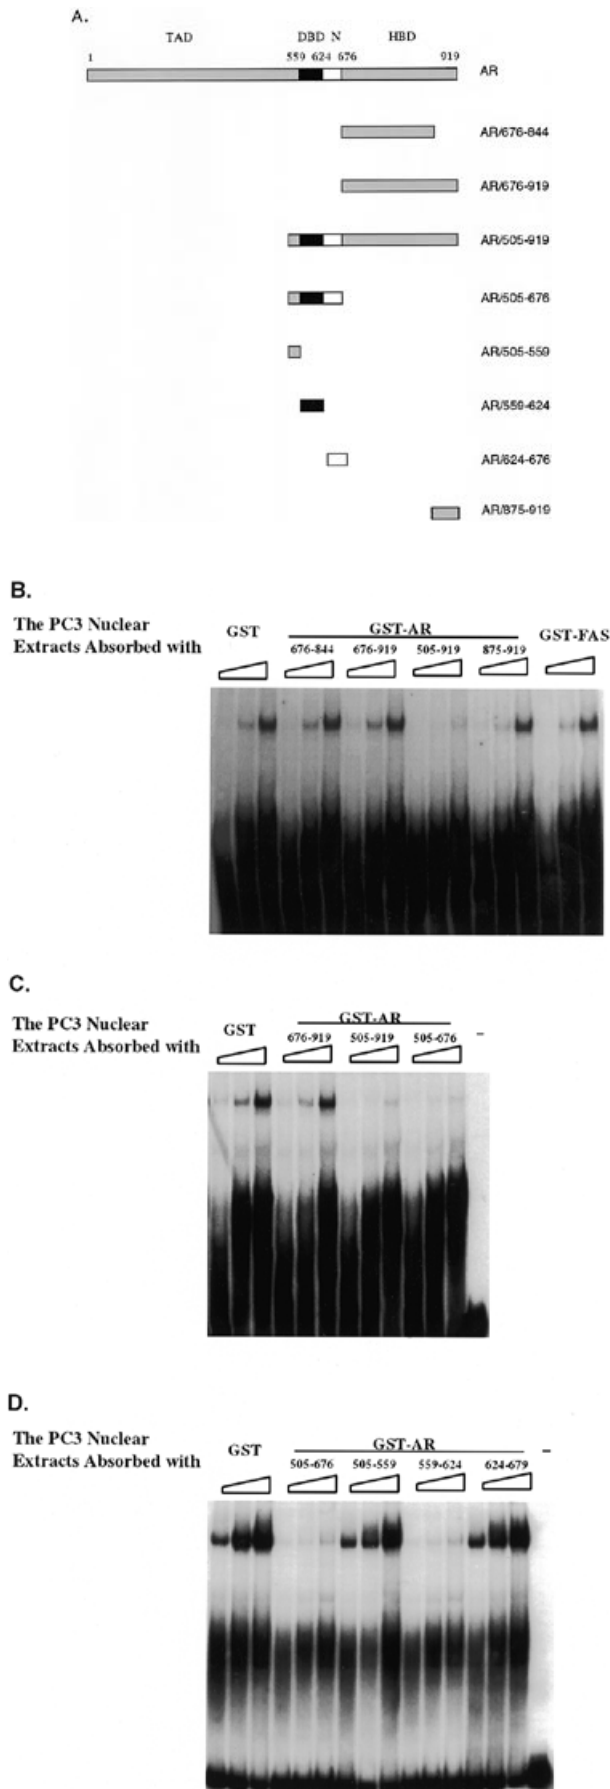 A.
TAD DBD N HBD
1 559 624 676 919
AR
AR/676-844
AR/676-919
AR/505-919
AR/505-676
AR/505-559
AR/559-624
AR/624-676
AR/875-919
B.
The PC3 Nuclear
Extracts Absorbed with
GST GST-AR GST-FAS
676-844 676-919 505-919 875-919
C.
The PC3 Nuclear
Extracts Absorbed with
GST GST-AR -
676-919 505-919 505-676
D.
The PC3 Nuclear
Extracts Absorbed with
GST GST-AR -
505-676 505-559 559-624 624-679